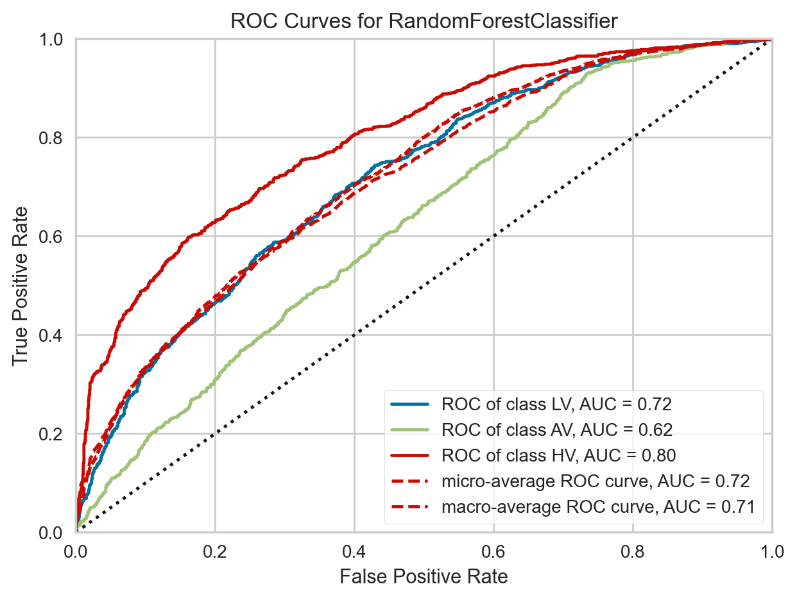 ROC Curves for RandomForestClassifier
1.0
0.8
0.6
0.4
0.2
0.0
True Positive Rate
ROC of class LV, AUC = 0.72
ROC of class AV, AUC = 0.62
ROC of class HV, AUC = 0.80
micro-average ROC curve, AUC = 0.72
macro-average ROC curve, AUC = 0.71
0.0 0.2 0.4 0.6 0.8 1.0
False Positive Rate